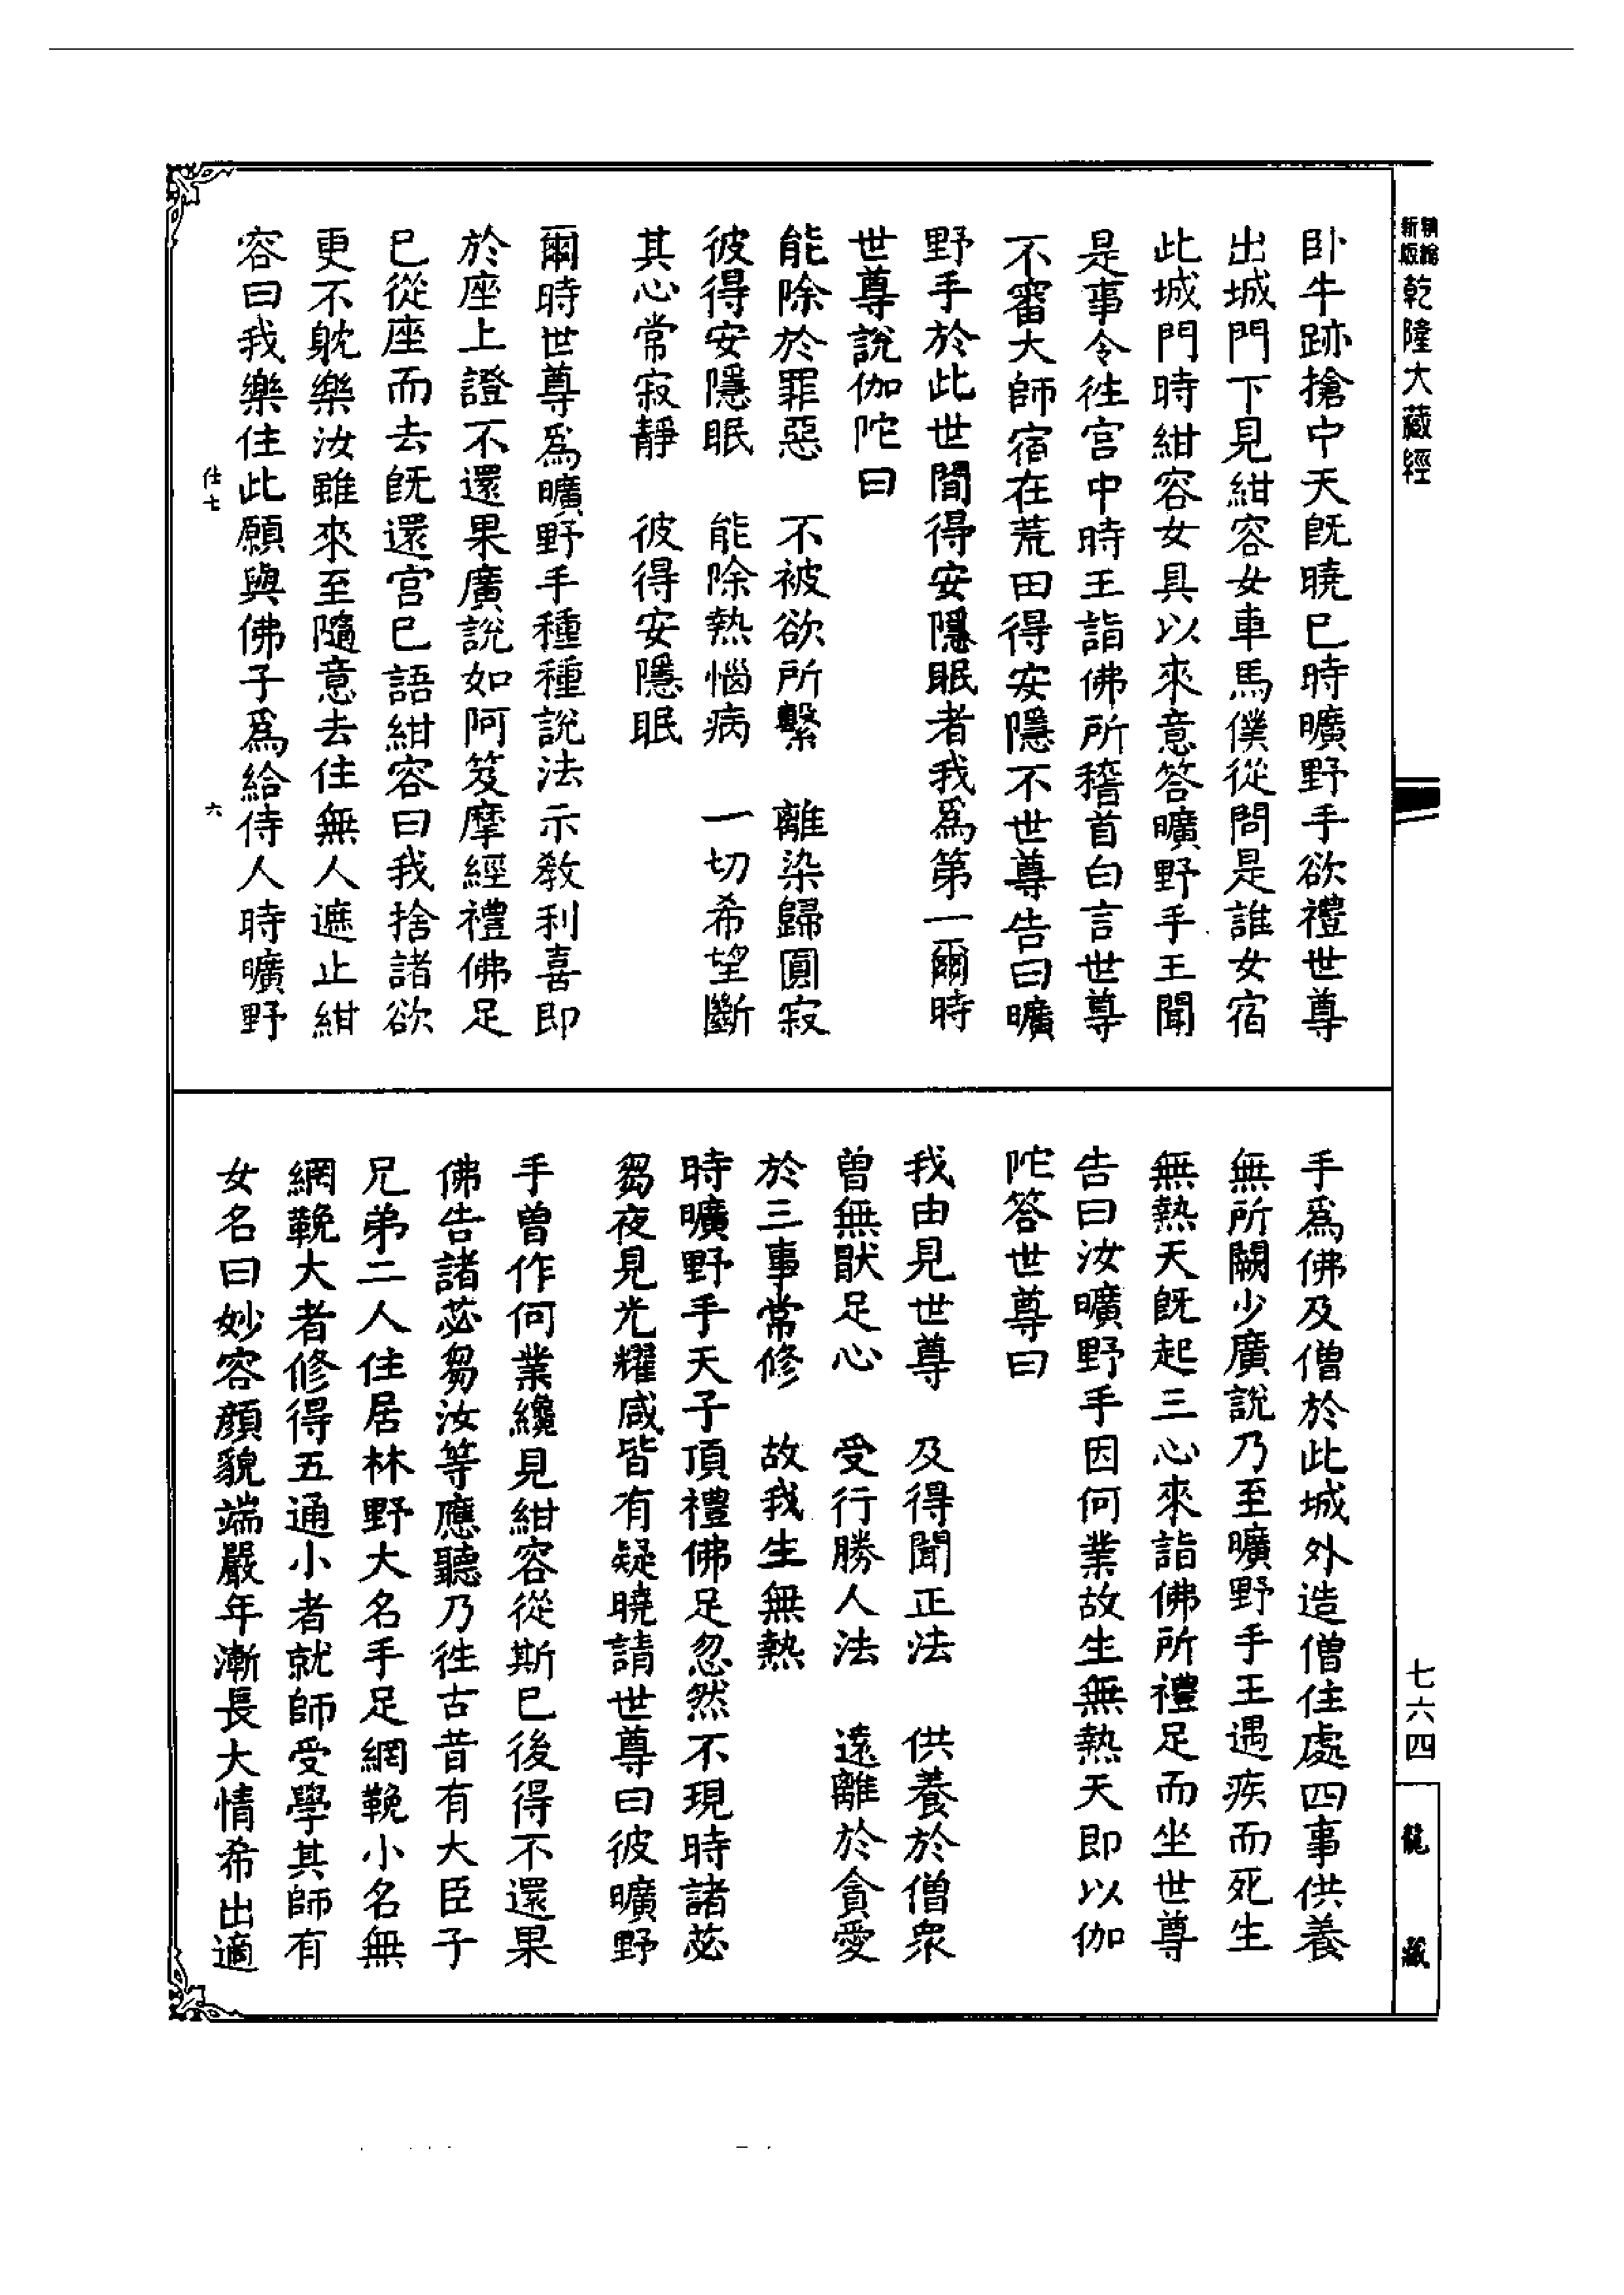 精縮新版乾隆大藏經
卧牛跡搶中天旣曉巳時曠野手欲禮世尊
出城門下見紺容女車馬僕從問是誰女宿
此城門時紺容女具以來意答曠野手王聞
是事令徃宫中時王詣佛所稽首白言世尊
不審大師宿在荒田得安隱不世尊告曰曠
野手於此世間得安隱眠者我爲第一爾時
世尊說伽陀曰
能除於罪惡　不被欲所繫　離染歸圓寂
彼得安隱眠　能除熱惱病　一切希望斷
其心常寂靜　彼得安隱眠
爾時世尊爲曠野手種種說法示教利喜即
於座上證不還果廣說如阿笈摩經禮佛足
巳從座而去旣還宫巳語紺容曰我捨諸欲
更不躭樂汝雖來至隨意去住無人遮止紺
容曰我樂住此願與佛子爲給侍人時曠野
仕七　六
手爲佛及僧於此城外造僧住處四事供養
無所闕少廣說乃至曠野手王遇疾而死生
無熱天旣起三心來詣佛所禮足而坐世尊
告曰汝曠野手因何業故生無熱天即以伽
陀答世尊曰
我由見世尊　及得聞正法　供養於僧衆
曾無猒足心　受行勝人法　遠離於貪愛
於三事常修　故我生無熱
時曠野手天子頂禮佛足忽然不現時諸苾
芻夜見光耀咸皆有疑曉請世尊曰彼曠野
手曾作何業纔見紺容從斯巳後得不還果
佛告諸苾芻汝等應聽乃徃古昔有大臣子
兄弟二人住居林野大名手足網鞔小名無
網鞔大者修得五通小者就師受學其師有
女名曰妙容顏貌端嚴年漸長大情希出適
七六四
龍藏